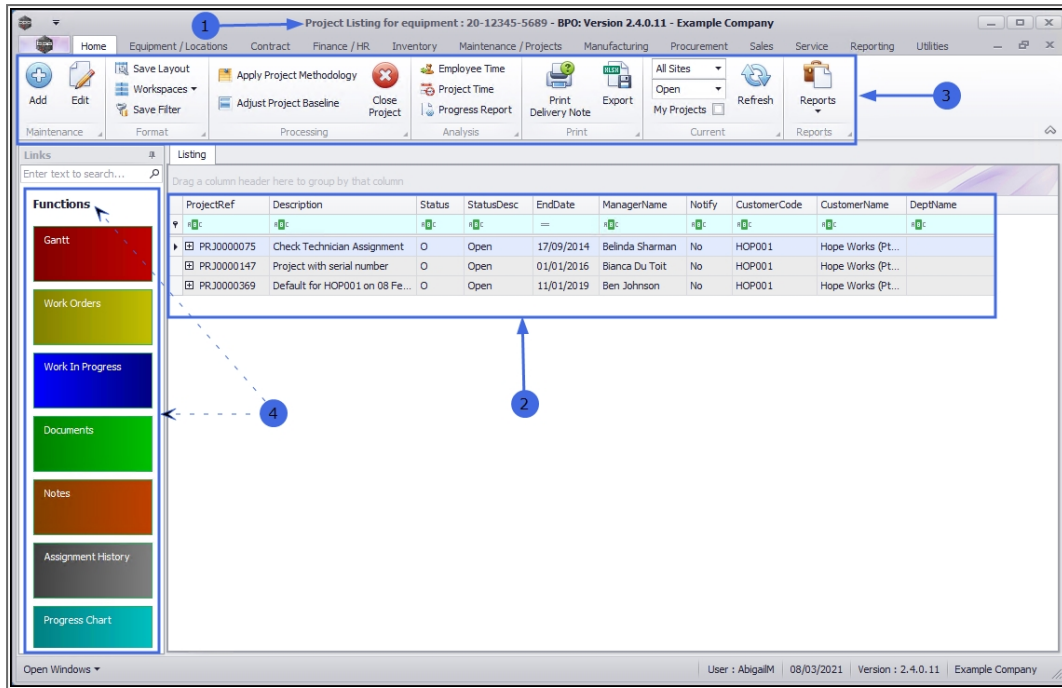 1
Project Listing for equipment : 20-12345-5689 - BPO: Version 2.4.0.11 - Example Company
Home Equipment / Locations Contract Finance / HR Inventory Maintenance / Projects Manufacturing Procurement Sales Service Reporting Utilities
Add
Edit
Maintenance
Save Layout
Workspaces
Save Filter
Format
Apply Project Methodology
Adjust Project Baseline
Close
Project
Processing
Employee Time
Project Time
Progress Report
Analysis
Print
Delivery Note
Export
Print
All Sites
Open
My Projects
Refresh
Current
Reports
Reports
3
Links
Enter text to search...
Functions
Gantt
Work Orders
Work In Progress
Documents
Notes
Assignment History
Progress Chart
4
Listing
Drag a column header here to group by that column
ProjectRef Description Status StatusDesc EndDate ManagerName Notify CustomerCode CustomerName DeptName
PRJ0000075 Check Technician Assignment O Open 17/09/2014 Belinda Sharman No HOP001 Hope Works (Pt...
PRJ0000147 Project with serial number O Open 01/01/2016 Bianca Du Toit No HOP001 Hope Works (Pt...
PRJ0000369 Default for HOP001 on 08 Fe... O Open 11/01/2019 Ben Johnson No HOP001 Hope Works (Pt...
2
Open Windows
User : AbigailM 08/03/2021 Version : 2.4.0.11 Example Company